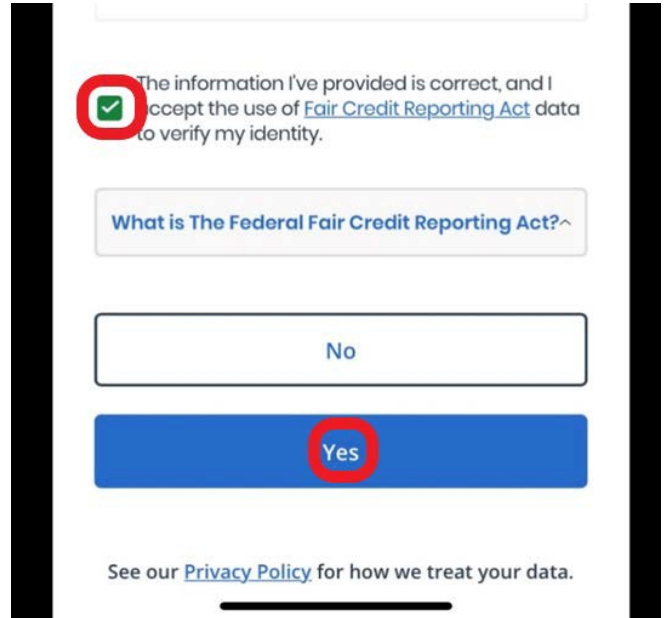 The information I've provided is correct, and I
accept the use of Fair Credit Reporting Act data
to verify my identity.
What is The Federal Fair Credit Reporting Act?
No
Yes
See our Privacy Policy for how we treat your data.